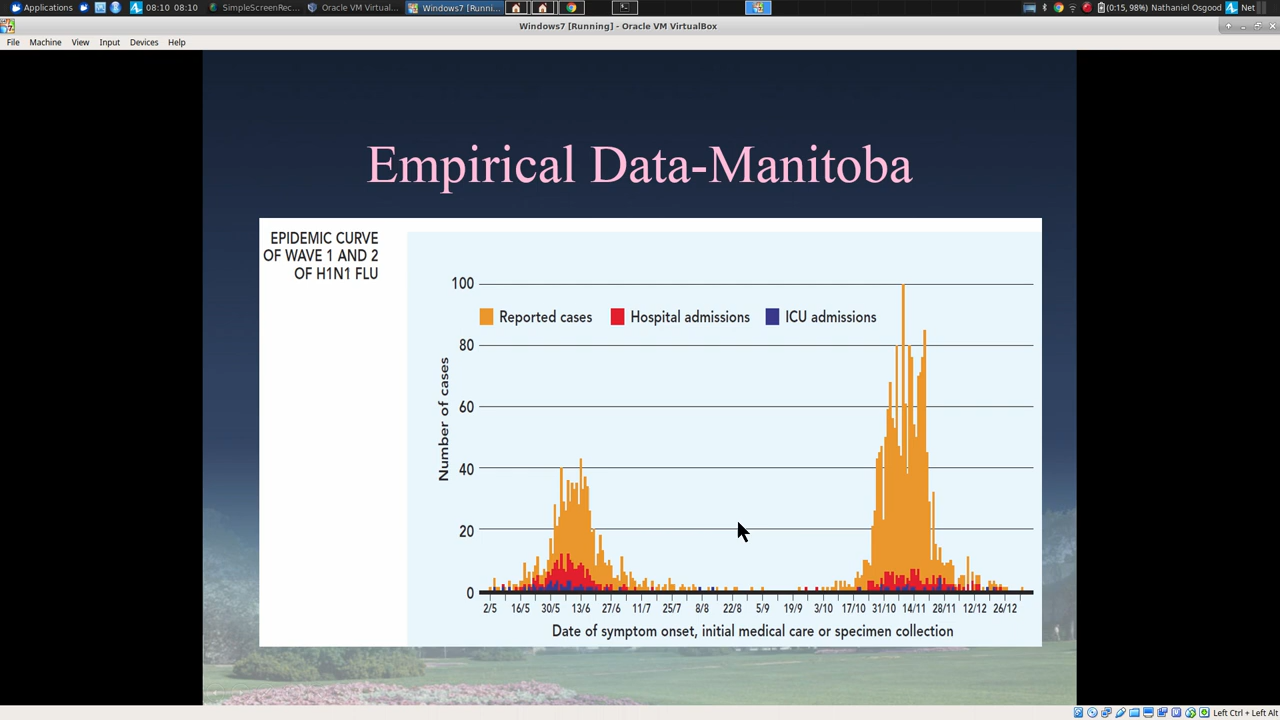 Applications
SimpleScreenRec...
Oracle VM Virtual...
Windows7 [Runni...
08:10 08:10
(0:15, 98%) Nathaniel Osgood
Net
Windows7 [Running] - Oracle VM VirtualBox
File Machine View Input Devices Help
Empirical Data-Manitoba
EPIDEMIC CURVE
OF WAVE 1 AND 2
OF H1N1 FLU
100
Reported cases Hospital admissions ICU admissions
80
60
40
20
0
Number of cases
2/5 16/5 30/5 13/6 27/6 11/7 25/7 8/8 22/8 5/9 19/9 3/10 17/10 31/10 14/11 28/11 12/12 26/12
Date of symptom onset, initial medical care or specimen collection
Left Ctrl + Left Alt